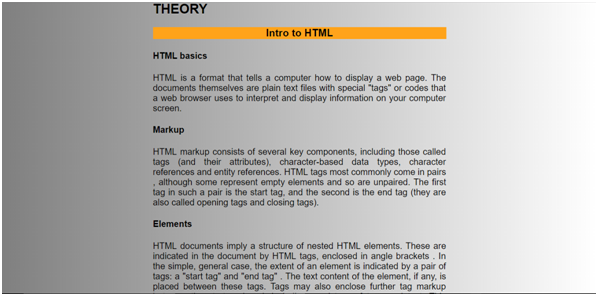 THEORY
Intro to HTML
HTML basics
HTML is a format that tells a computer how to display a web page. The
documents themselves are plain text files with special "tags" or codes that
a web browser uses to interpret and display information on your computer
screen.
Markup
HTML markup consists of several key components, including those called
tags (and their attributes), character-based data types, character
references and entity references. HTML tags most commonly come in pairs
, although some represent empty elements and so are unpaired. The first
tag in such a pair is the start tag, and the second is the end tag (they are
also called opening tags and closing tags).
Elements
HTML documents imply a structure of nested HTML elements. These are
indicated in the document by HTML tags, enclosed in angle brackets . In
the simple, general case, the extent of an element is indicated by a pair of
tags: a "start tag" and "end tag" . The text content of the element, if any, is
placed between these tags. Tags may also enclose further tag markup